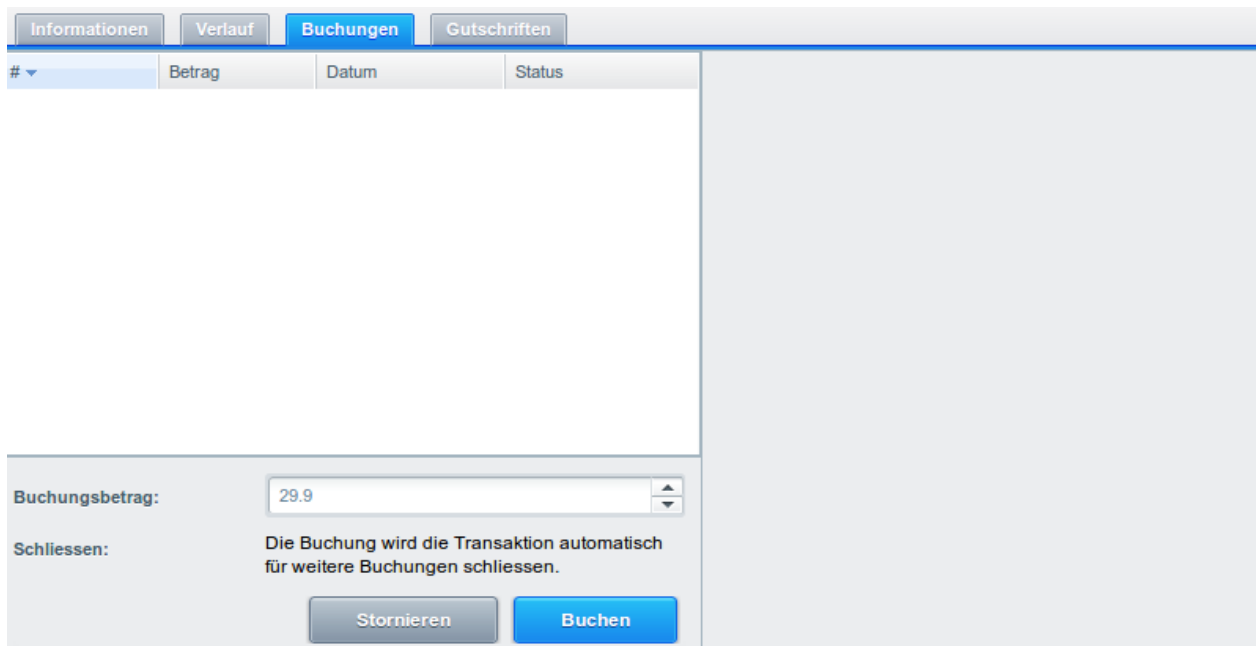 Informationen Verlauf Buchungen Gutschriften
# Betrag Datum Status
Buchungsbetrag: 29.9
Schliessen: Die Buchung wird die Transaktion automatisch
für weitere Buchungen schliessen.
Stornieren Buchen